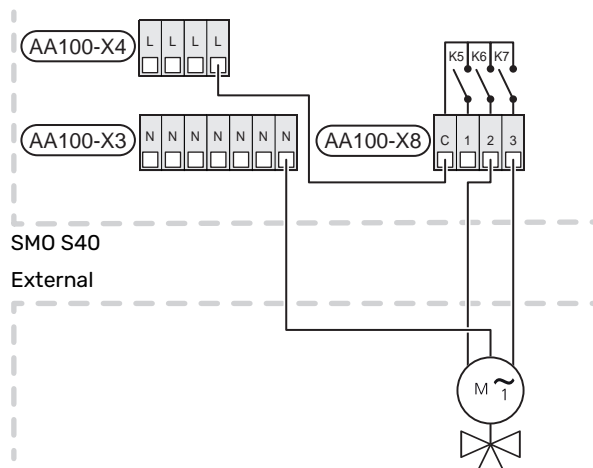 AA100-X4 L L L L
K5 K6 K7
AA100-X3 N N N N N N N
AA100-X8 C 1 2 3
SMO S40
External
M ~ 1